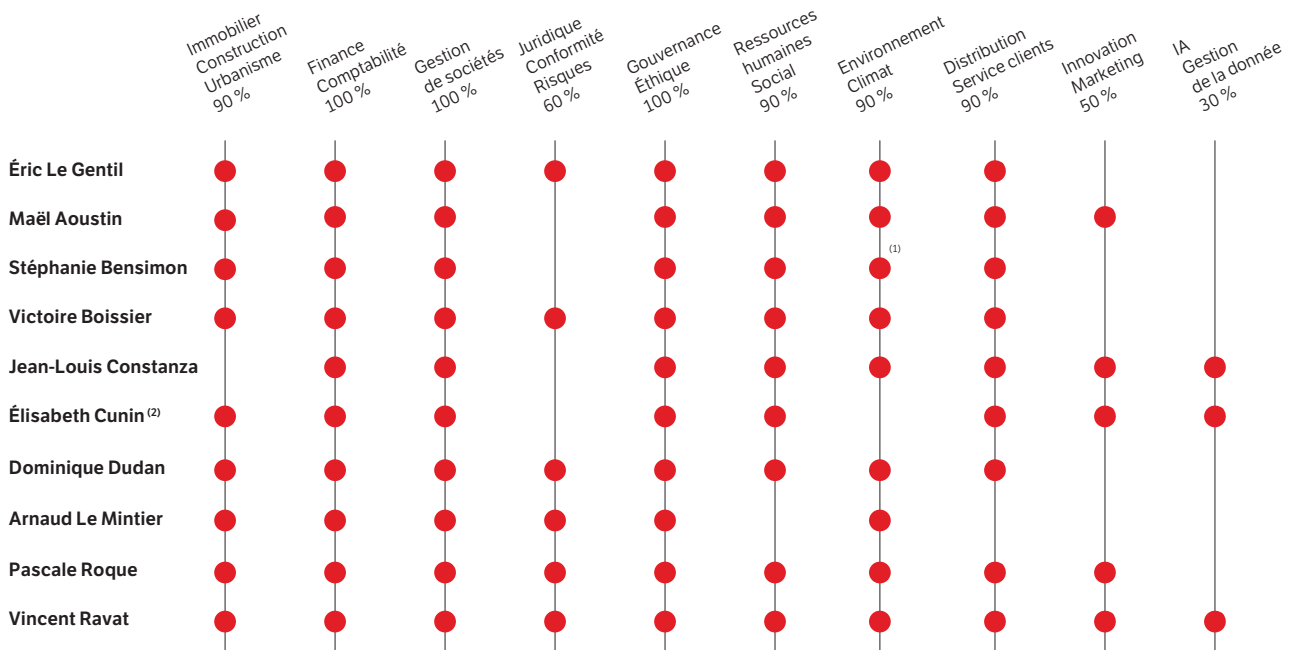 Immobilier
Construction
Urbanisme
90 %
Finance
Comptabilité
100 %
Gestion
de sociétés
100 %
Juridique
Conformité
Risques
60 %
Gouvernance
Éthique
100 %
Ressources
humaines
Social
90 %
Environnement
Climat
90 %
Distribution
Service clients
90 %
Innovation
Marketing
50 %
IA
Gestion
de la donnée
30 %
Éric Le Gentil
Maël Aoustin
(1)
Stéphanie Bensimon
Victoire Boissier
Jean-Louis Constanza
Élisabeth Cunin (2)
Dominique Dudan
Arnaud Le Mintier
Pascale Roque
Vincent Ravat